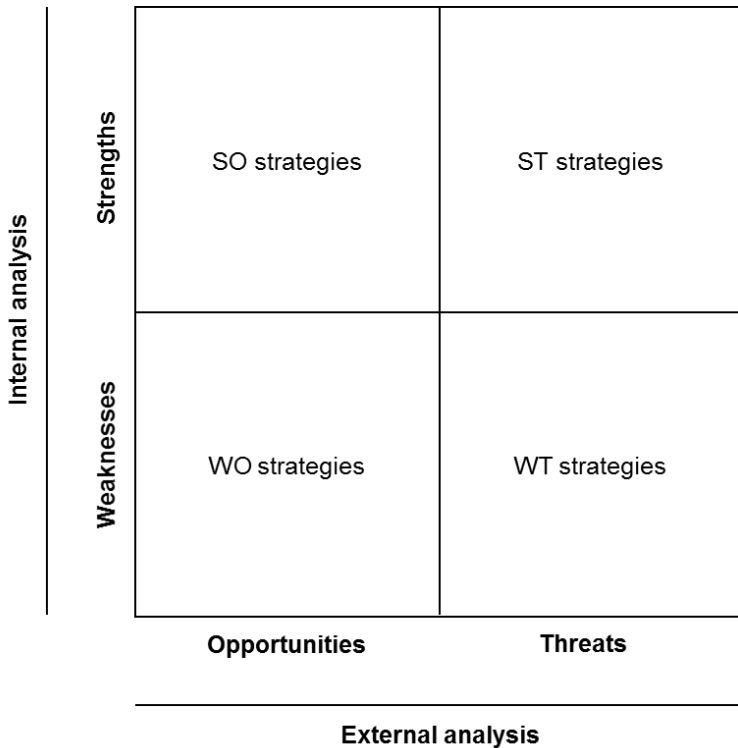 Internal analysis
Strengths
SO strategies
ST strategies
Weaknesses
WO strategies
WT strategies
Opportunities
Threats
External analysis